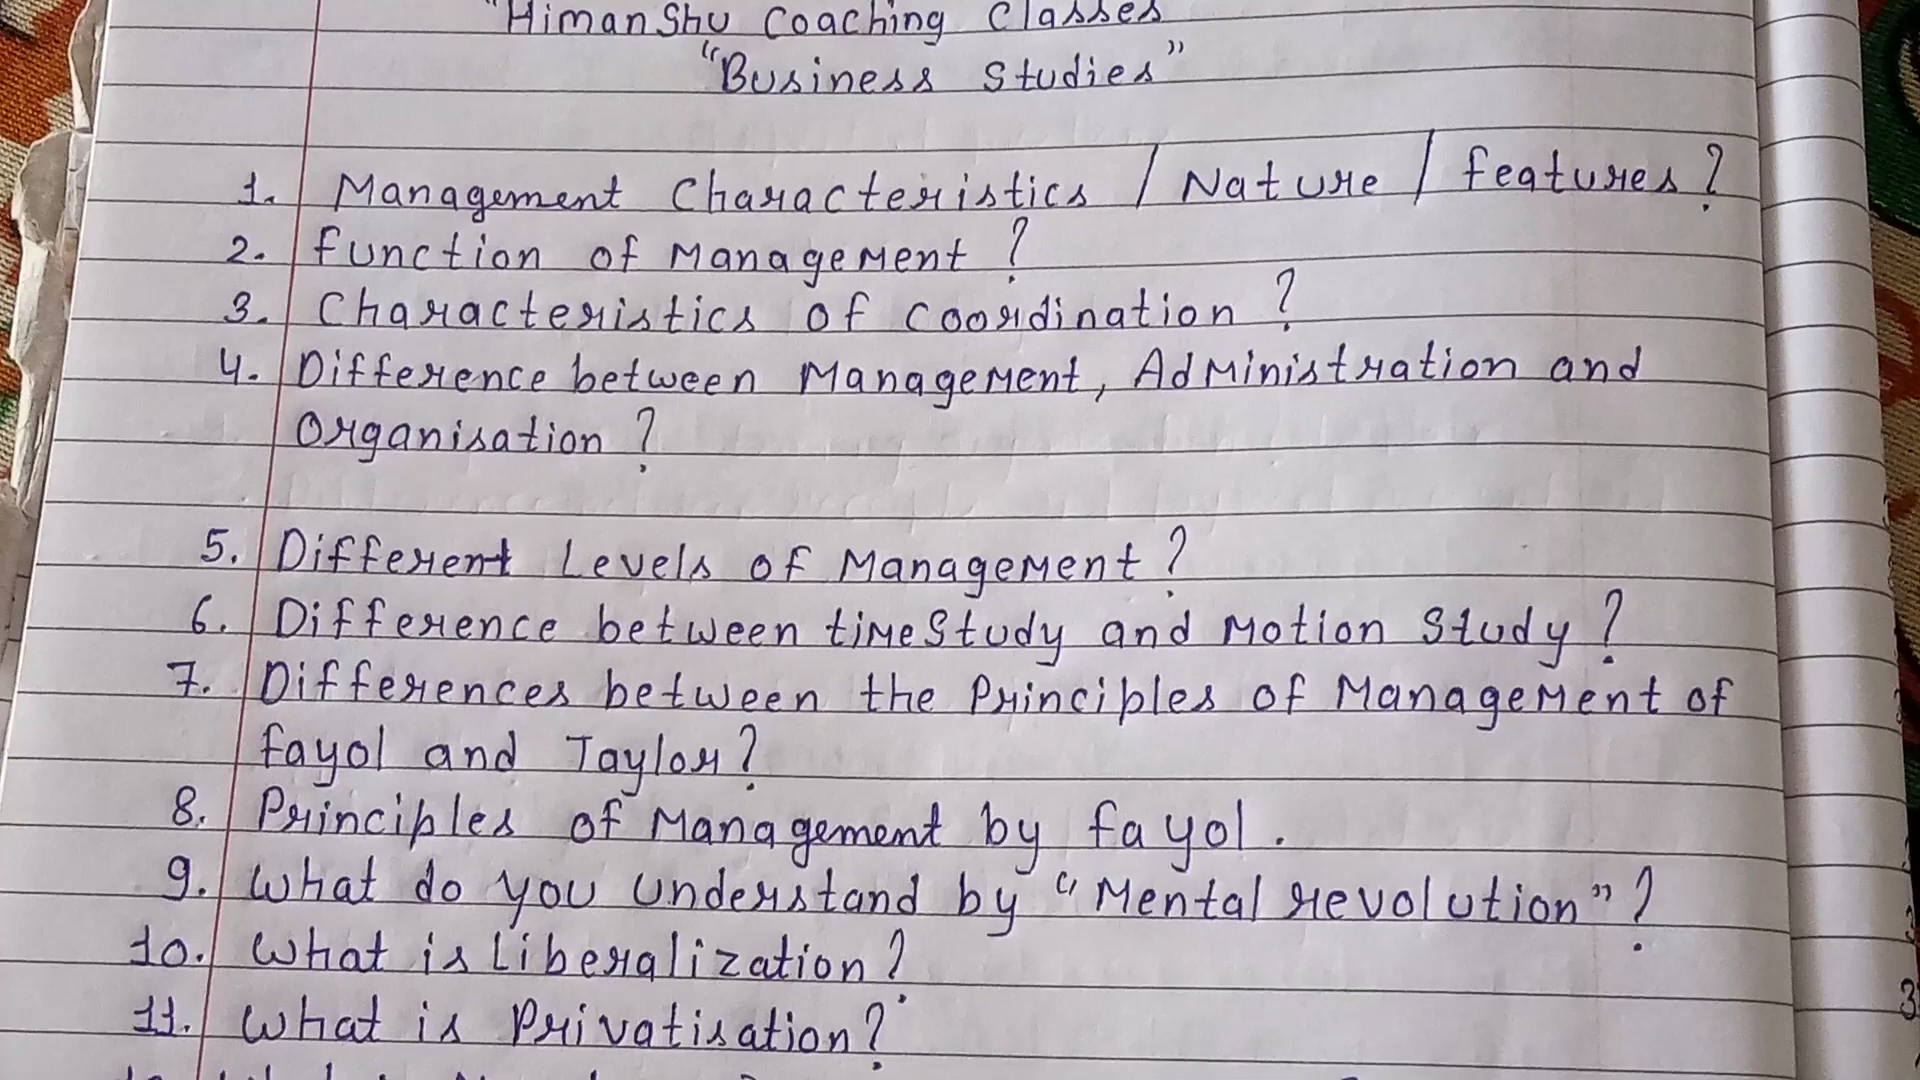 "Himanshu Coaching Classes
"Business Studies"
1. Management Characteristics / Nature / features?
2. function of Management?
3. Characteristics of coordination?
4. Difference between Management, Administration and
Organisation?
5. Different Levels of Management?
6. Difference between time Study and Motion Study?
7. Differences between the Principles of Management of
fayol and Taylor?
8. Principles of Management by fayol.
9. What do you understand by "Mental revolution"?
10. What is Liberalization?
11. What is Privatisation?